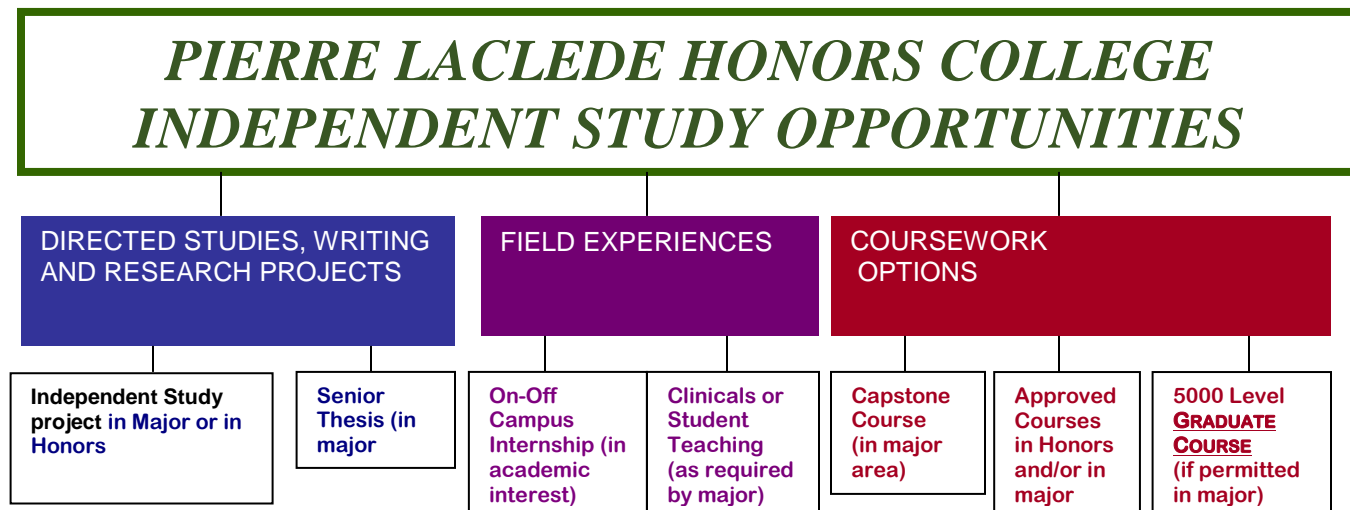 PIERRE LACLEDE HONORS COLLEGE
INDEPENDENT STUDY OPPORTUNITIES
DIRECTED STUDIES, WRITING
AND RESEARCH PROJECTS
FIELD EXPERIENCES
COURSEWORK
OPTIONS
Independent Study
project in Major or in
Honors
Senior
Thesis (in
major
On-Off
Campus
Internship (in
academic
interest)
Clinicals or
Student
Teaching
(as required
by major)
Capstone
Course
(in major
area)
Approved
Courses
in Honors
and/or in
major
5000 Level
GRADUATE
COURSE
(if permitted
in major)